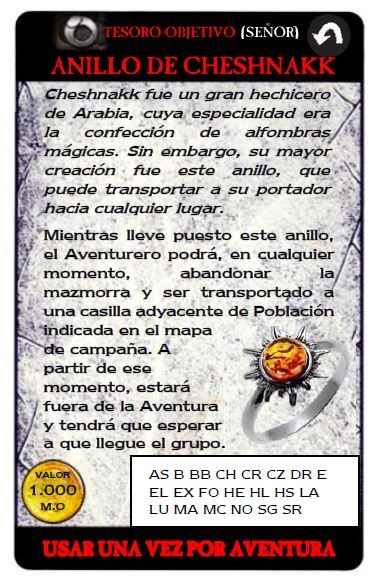 TESORO OBJETIVO (SEÑOR)
ANILLO DE CHESHNAKK
Cheshnakk fue un gran hechicero
de Arabia, cuya especialidad era
la confección de alfombras
mágicas. Sin embargo, su mayor
creación fue este anillo, que
puede transportar a su portador
hacia cualquier lugar.
Mientras lleve puesto este anillo,
el Aventurero podrá, en cualquier
momento, abandonar la
mazmorra y ser transportado a
una casilla adyacente de Población
indicada en el mapa
de campaña. A
partir de ese
momento, estará
fuera de la Aventura
y tendrá que esperar
a que llegue el grupo.
VALOR
1.000
M.O
AS B BB CH CR CZ DR E
EL EX FO HE HL HS LA
LU MA MC NO SG SR
USAR UNA VEZ POR AVENTURA